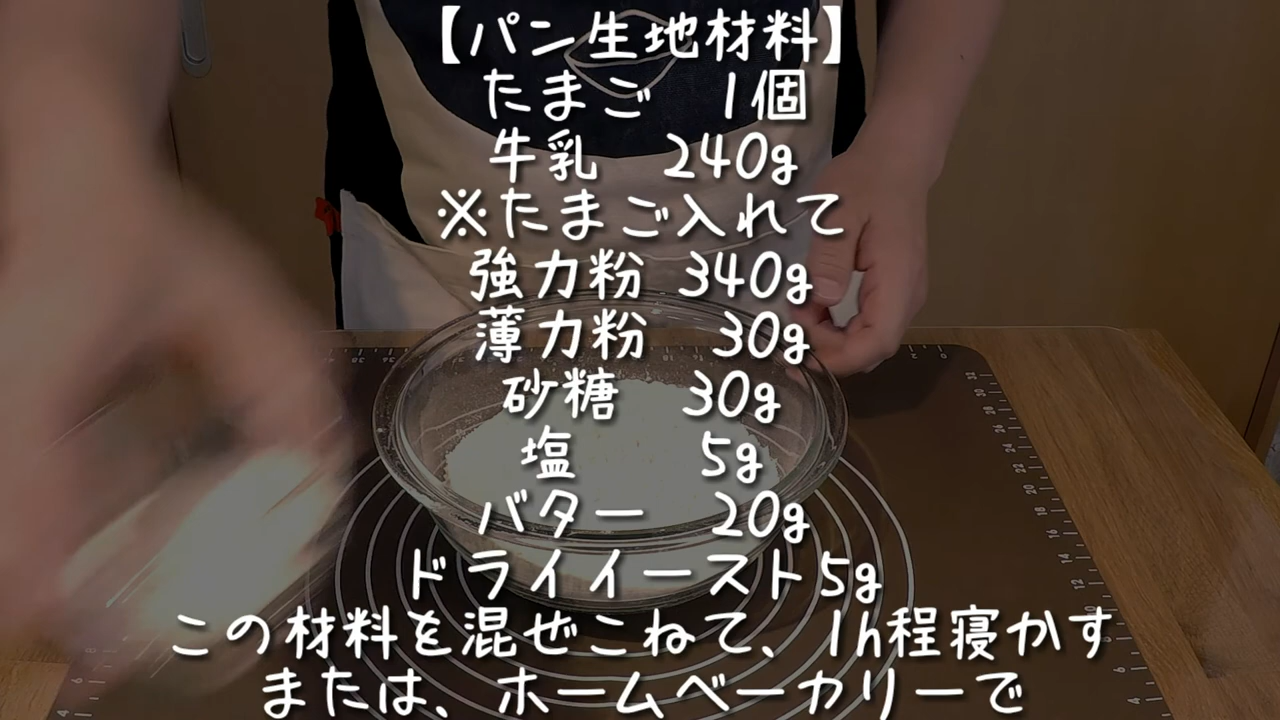 【パン生地材料】
たまご　1個
牛乳　240g
※たまご入れて
強力粉　340g
薄力粉　30g
砂糖　30g
塩　5g
バター　20g
ドライイースト5g
この材料を混ぜこねて、1h程寝かす
または、ホームベーカリーで